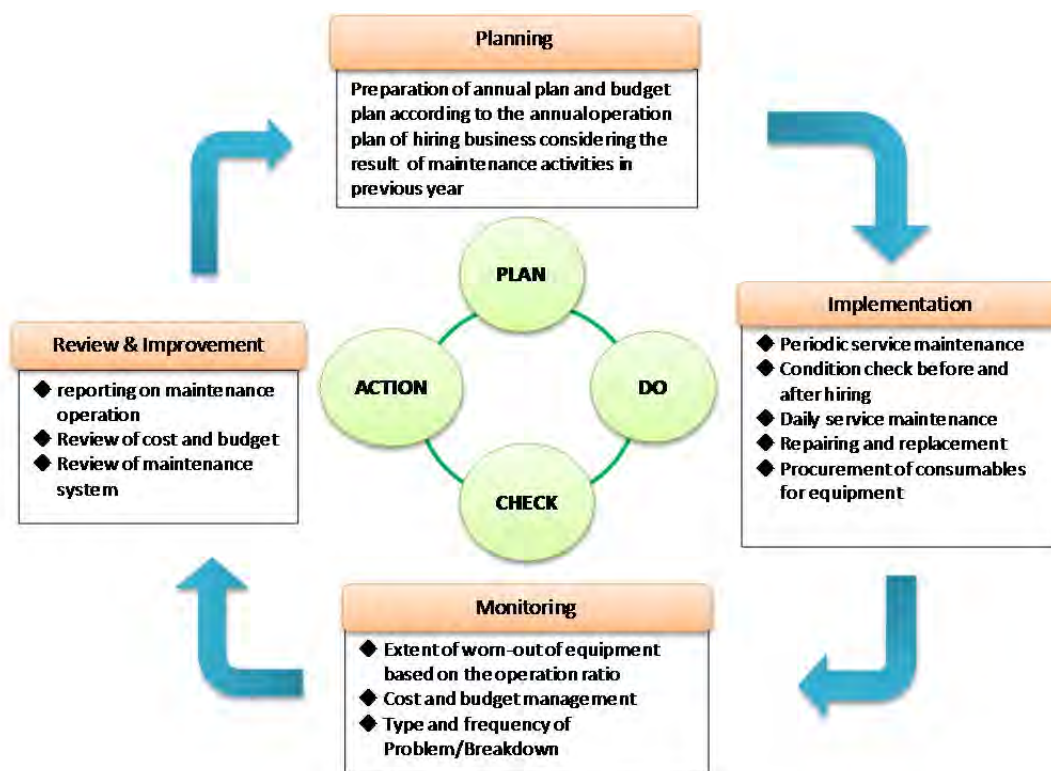 Planning
Preparation of annual plan and budget
plan according to the annual operation
plan of hiring business considering the
result of maintenance activities in
previous year
PLAN
Implementation
◆ Periodic service maintenance
◆ Condition check before and
after hiring
◆ Daily service maintenance
◆ Repairing and replacement
◆ Procurement of consumables
for equipment
Review & Improvement
◆ reporting on maintenance
operation
◆ Review of cost and budget
◆ Review of maintenance
system
ACTION
DO
CHECK
Monitoring
◆ Extent of worn-out of equipment
based on the operation ratio
◆ Cost and budget management
◆ Type and frequency of
Problem/Breakdown